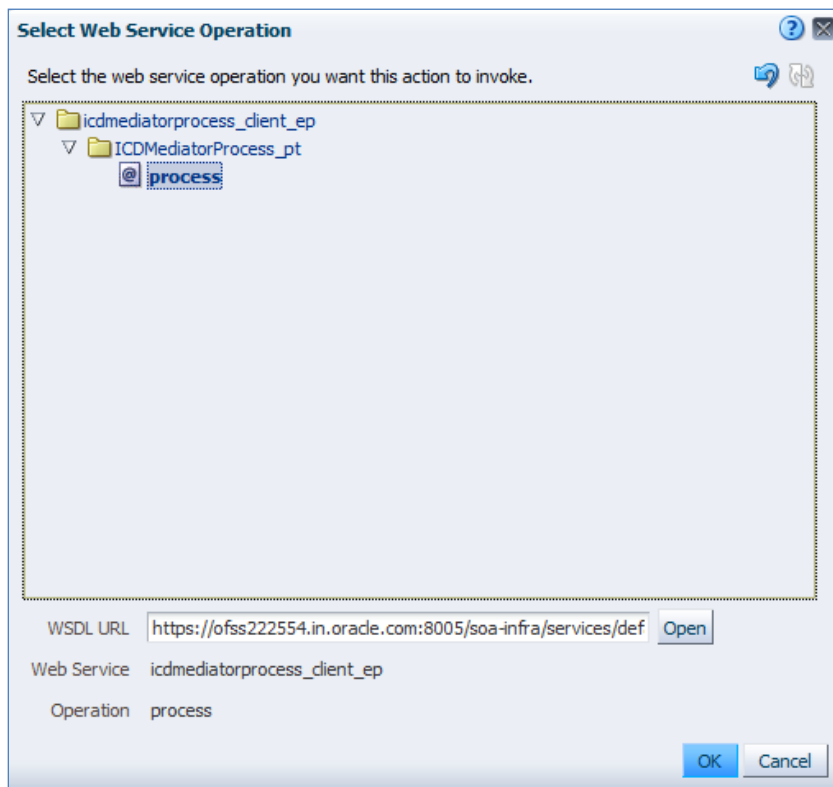 Select Web Service Operation
Select the web service operation you want this action to invoke.
icdmediatorprocess_client_ep
ICDMediatorProcess_pt
process
WSDL URL https://ofss222554.in.oracle.com:8005/soa-infra/services/def Open
Web Service icdmediatorprocess_client_ep
Operation process
OK Cancel